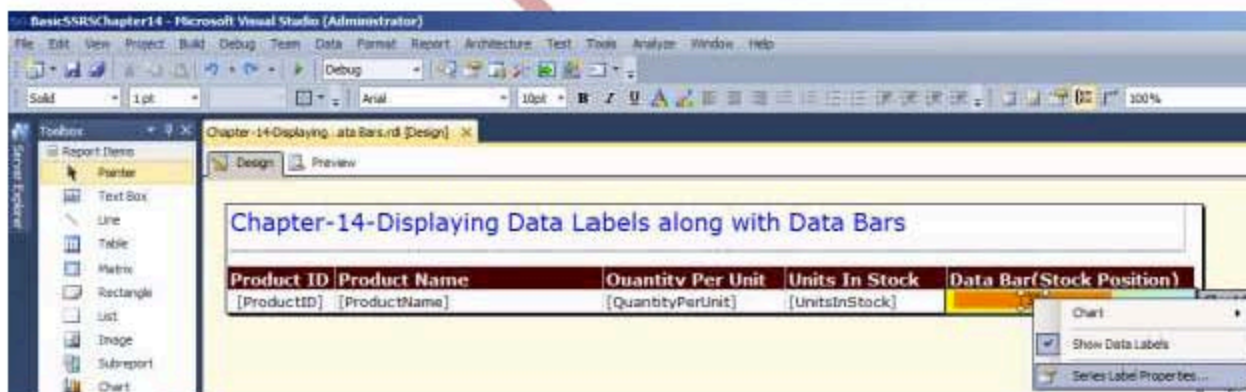 BasicSSRSChapter14 - Microsoft Visual Studio (Administrator)
File Edit View Project Build Debug Team Data Format Report Architecture Test Tools Analyze Window Help
Debug
Solid 1 pt Arial 10pt B I U A 100%
Server Explorer
Toolbox
Chapter-14-Displaying ...ata Bars.rdl [Design]
Report Items
Design Preview
Pointer
Text Box
Line
Table
Matrix
Rectangle
List
Image
Subreport
Chart
Chapter-14-Displaying Data Labels along with Data Bars
Product ID Product Name Quantity Per Unit Units In Stock Data Bar(Stock Position)
[ProductID] [ProductName] [QuantityPerUnit] [UnitsInStock]
Chart
Show Data Labels
Series Label Properties...